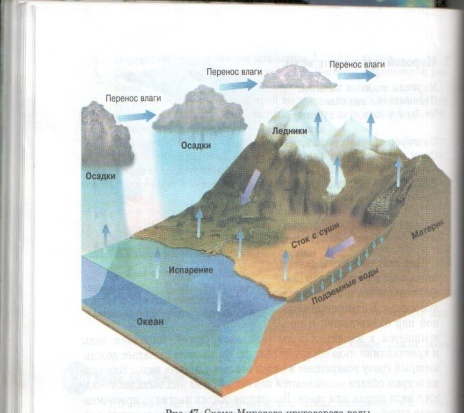 Перенос влаги
Перенос влаги
Перенос влаги
Ледники
Осадки
Осадки
Сток с суши
Материк
Испарение
Подземные воды
Океан
Рис. 47. Схема Мирового круговорота воды